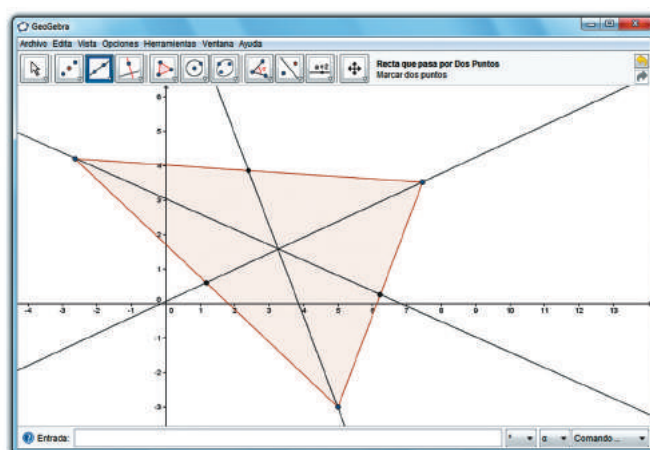 GeoGebra
Archivo Edita Vista Opciones Herramientas Ventana Ayuda
a=2
Recta que pasa por Dos Puntos
Marcar dos puntos
6
5
4
3
2
1
0
-4 -3 -2 -1 0 1 2 3 4 5 6 7 8 9 10 11 12 13
-1
-2
-3
Entrada:
α
Comando...